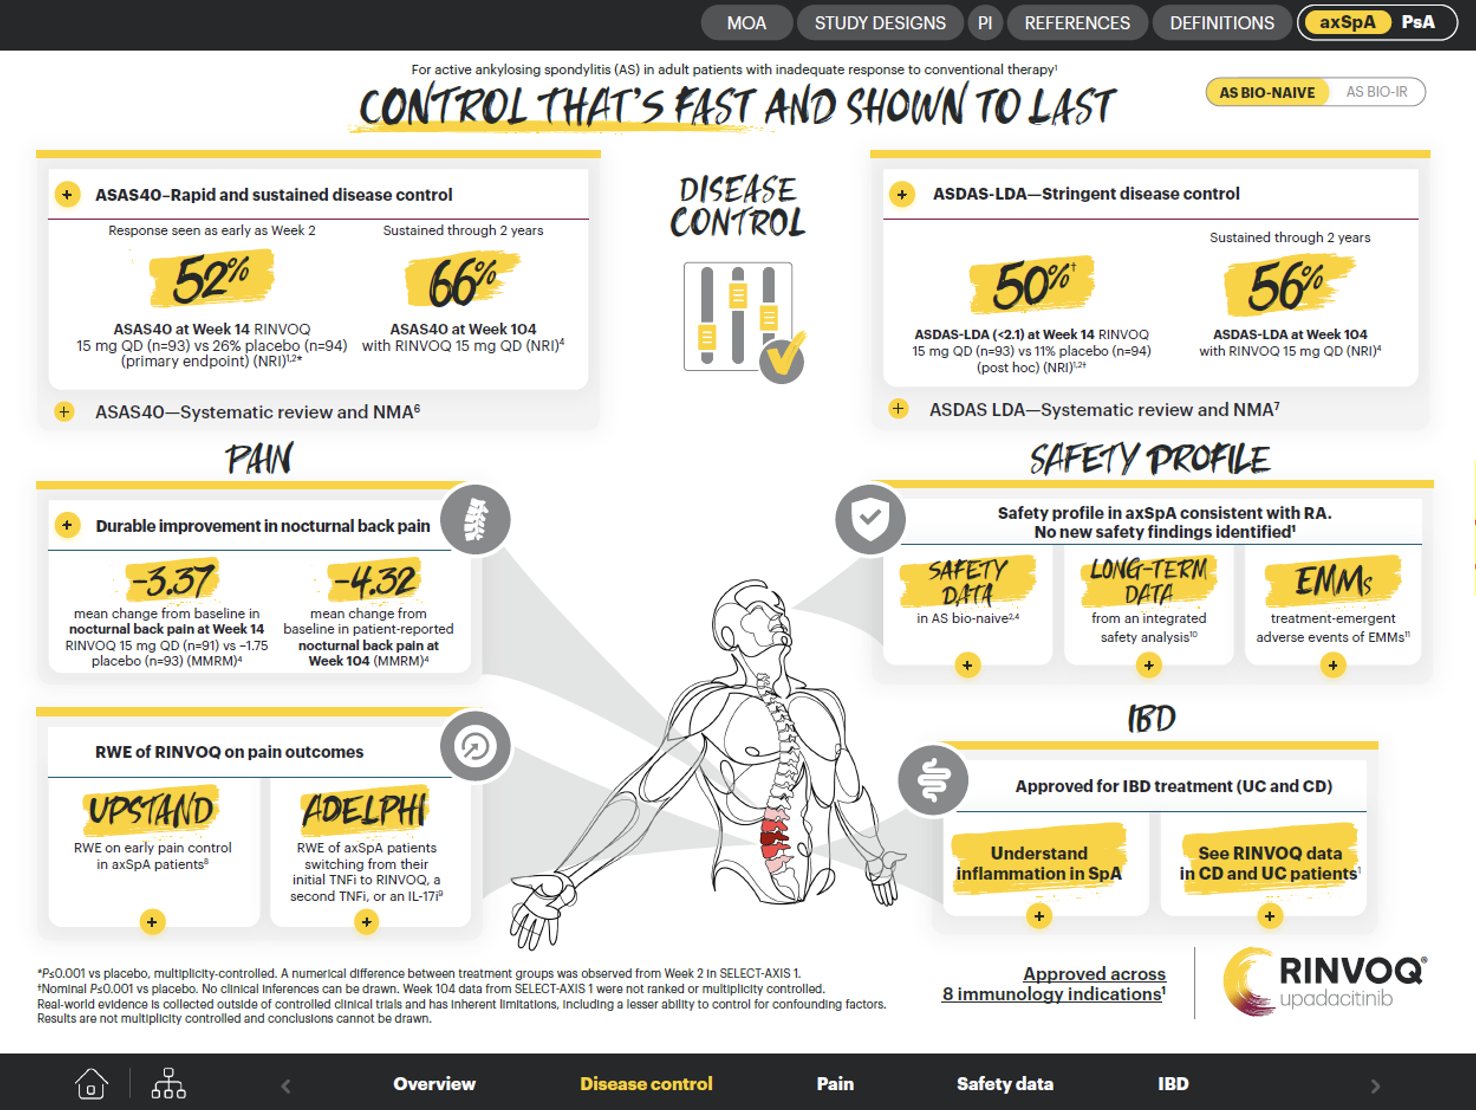 MOA
STUDY DESIGNS
PI
REFERENCES
DEFINITIONS
axSpA
PsA
For active ankylosing spondylitis (AS) in adult patients with inadequate response to conventional therapy¹
CONTROL THAT'S FAST AND SHOWN TO LAST
AS BIO-NAIVE
AS BIO-IR
+ ASAS40–Rapid and sustained disease control
Response seen as early as Week 2
52%
ASAS40 at Week 14 RINVOQ
15 mg QD (n=93) vs 26% placebo (n=94)
(primary endpoint) (NRI)¹,²*
Sustained through 2 years
66%
ASAS40 at Week 104
with RINVOQ 15 mg QD (NRI)⁴
+ ASAS40—Systematic review and NMA⁶
DISEASE
CONTROL
+ ASDAS-LDA—Stringent disease control
50%†
ASDAS-LDA (<2.1) at Week 14 RINVOQ
15 mg QD (n=93) vs 11% placebo (n=94)
(post hoc) (NRI)¹,²†
Sustained through 2 years
56%
ASDAS-LDA at Week 104
with RINVOQ 15 mg QD (NRI)⁴
+ ASDAS LDA—Systematic review and NMA⁷
PAIN
+ Durable improvement in nocturnal back pain
–3.37
mean change from baseline in
nocturnal back pain at Week 14
RINVOQ 15 mg QD (n=91) vs –1.75
placebo (n=93) (MMRM)⁴
–4.32
mean change from
baseline in patient-reported
nocturnal back pain at
Week 104 (MMRM)⁴
SAFETY PROFILE
Safety profile in axSpA consistent with RA.
No new safety findings identified¹
SAFETY
DATA
in AS bio-naive²,⁴
+
LONG-TERM
DATA
from an integrated
safety analysis¹⁰
+
EMMs
treatment-emergent
adverse events of EMMs¹¹
+
RWE of RINVOQ on pain outcomes
UPSTAND
RWE on early pain control
in axSpA patients⁸
+
ADELPHI
RWE of axSpA patients
switching from their
initial TNFi to RINVOQ, a
second TNFi, or an IL-17i⁹
+
IBD
Approved for IBD treatment (UC and CD)
Understand
inflammation in SpA
+
See RINVOQ data
in CD and UC patients¹
+
*P≤0.001 vs placebo, multiplicity-controlled. A numerical difference between treatment groups was observed from Week 2 in SELECT-AXIS 1.
†Nominal P≤0.001 vs placebo. No clinical inferences can be drawn. Week 104 data from SELECT-AXIS 1 were not ranked or multiplicity controlled.
Real-world evidence is collected outside of controlled clinical trials and has inherent limitations, including a lesser ability to control for confounding factors.
Results are not multiplicity controlled and conclusions cannot be drawn.
Approved across
8 immunology indications¹
RINVOQ®
upadacitinib
Overview
Disease control
Pain
Safety data
IBD